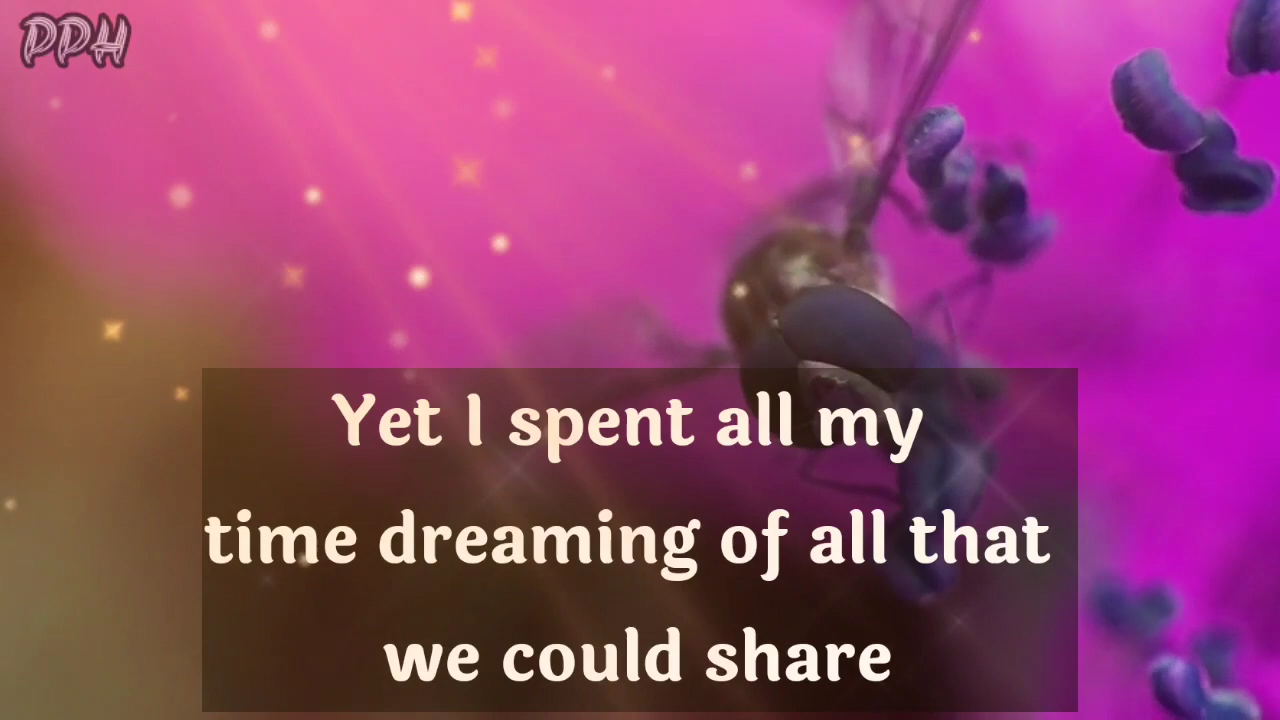 PPH
Yet I spent all my
time dreaming of all that
we could share